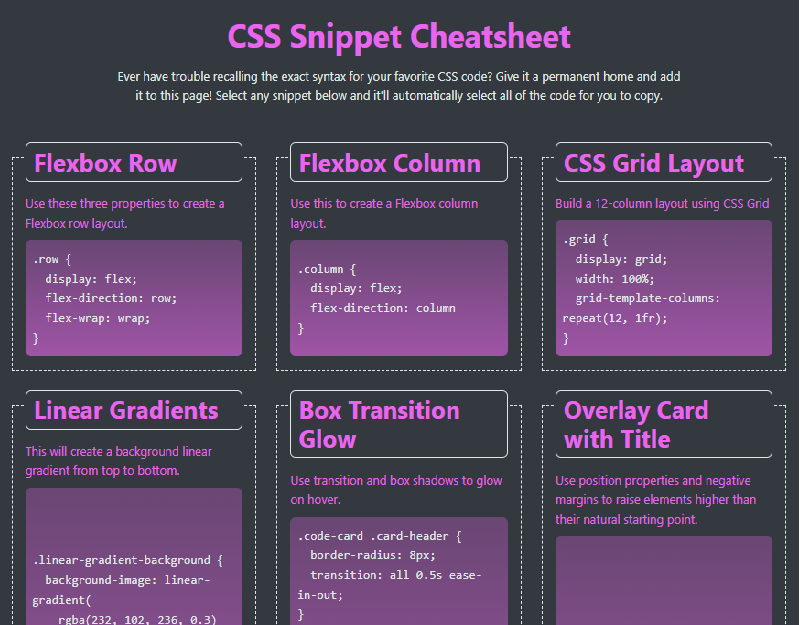 CSS Snippet Cheatsheet
Ever have trouble recalling the exact syntax for your favorite CSS code? Give it a permanent home and add
it to this page! Select any snippet below and it'll automatically select all of the code for you to copy.
Flexbox Row
Use these three properties to create a
Flexbox row layout.
.row {
  display: flex;
  flex-direction: row;
  flex-wrap: wrap;
}
Flexbox Column
Use this to create a Flexbox column
layout.
.column {
  display: flex;
  flex-direction: column
}
CSS Grid Layout
Build a 12-column layout using CSS Grid
.grid {
  display: grid;
  width: 100%;
  grid-template-columns:
repeat(12, 1fr);
}
Linear Gradients
This will create a background linear
gradient from top to bottom.
.linear-gradient-background {
  background-image: linear-
gradient(
    rgba(232, 102, 236, 0.3)
Box Transition
Glow
Use transition and box shadows to glow
on hover.
.code-card .card-header {
  border-radius: 8px;
  transition: all 0.5s ease-
in-out;
}
Overlay Card
with Title
Use position properties and negative
margins to raise elements higher than
their natural starting point.